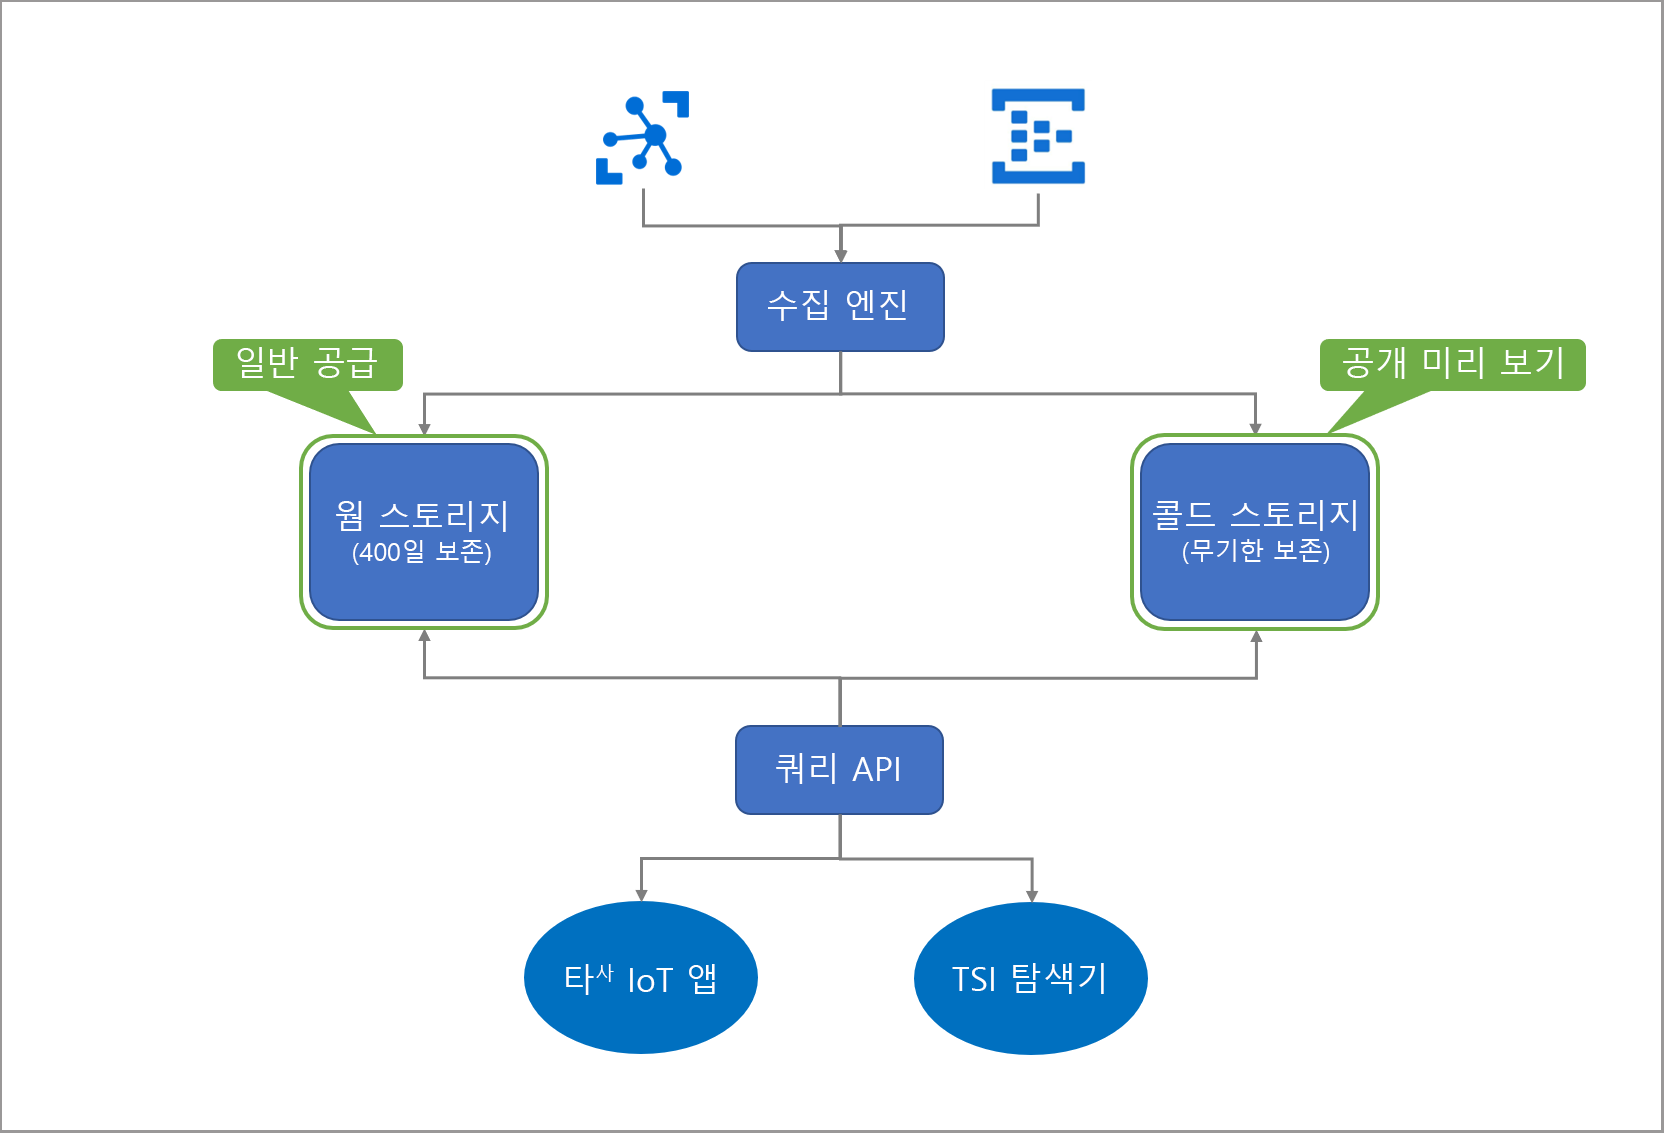 수집 엔진
일반 공급
공개 미리 보기
웜 스토리지
(400일 보존)
콜드 스토리지
(무기한 보존)
쿼리 API
타사 IoT 앱
TSI 탐색기